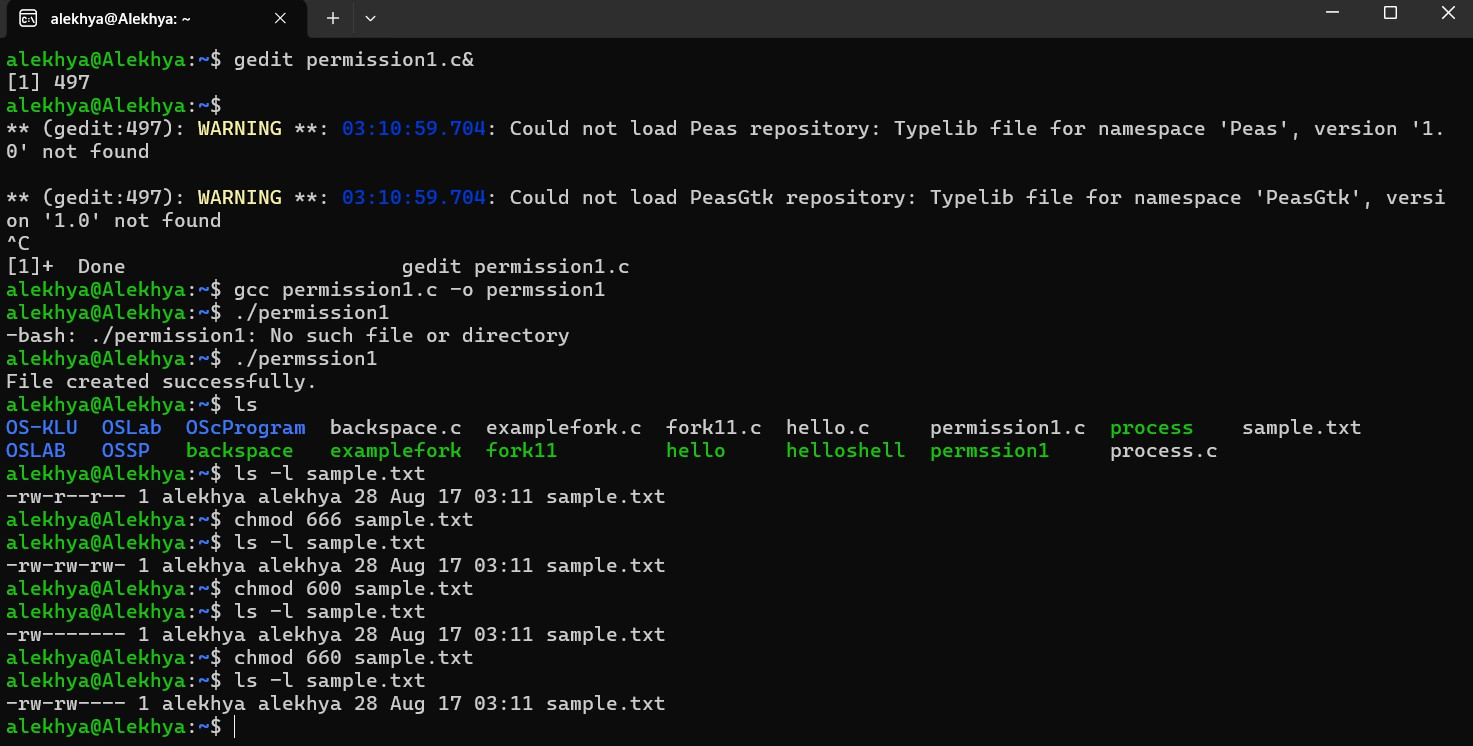 alekhya@Alekhya: ~
alekhya@Alekhya:~$ gedit permission1.c&
[1] 497
alekhya@Alekhya:~$
** (gedit:497): WARNING **: 03:10:59.704: Could not load Peas repository: Typelib file for namespace 'Peas', version '1.
0' not found
** (gedit:497): WARNING **: 03:10:59.704: Could not load PeasGtk repository: Typelib file for namespace 'PeasGtk', versi
on '1.0' not found
^C
[1]+  Done                       gedit permission1.c
alekhya@Alekhya:~$ gcc permission1.c -o permssion1
alekhya@Alekhya:~$ ./permission1
-bash: ./permission1: No such file or directory
alekhya@Alekhya:~$ ./permssion1
File created successfully.
alekhya@Alekhya:~$ ls
OS-KLU  OSLab  OScProgram  backspace.c  examplefork.c  fork11.c  hello.c     permission1.c  process    sample.txt
OSLAB   OSSP   backspace   examplefork  fork11         hello     helloshell  permssion1     process.c
alekhya@Alekhya:~$ ls -l sample.txt
-rw-r--r-- 1 alekhya alekhya 28 Aug 17 03:11 sample.txt
alekhya@Alekhya:~$ chmod 666 sample.txt
alekhya@Alekhya:~$ ls -l sample.txt
-rw-rw-rw- 1 alekhya alekhya 28 Aug 17 03:11 sample.txt
alekhya@Alekhya:~$ chmod 600 sample.txt
alekhya@Alekhya:~$ ls -l sample.txt
-rw------- 1 alekhya alekhya 28 Aug 17 03:11 sample.txt
alekhya@Alekhya:~$ chmod 660 sample.txt
alekhya@Alekhya:~$ ls -l sample.txt
-rw-rw---- 1 alekhya alekhya 28 Aug 17 03:11 sample.txt
alekhya@Alekhya:~$